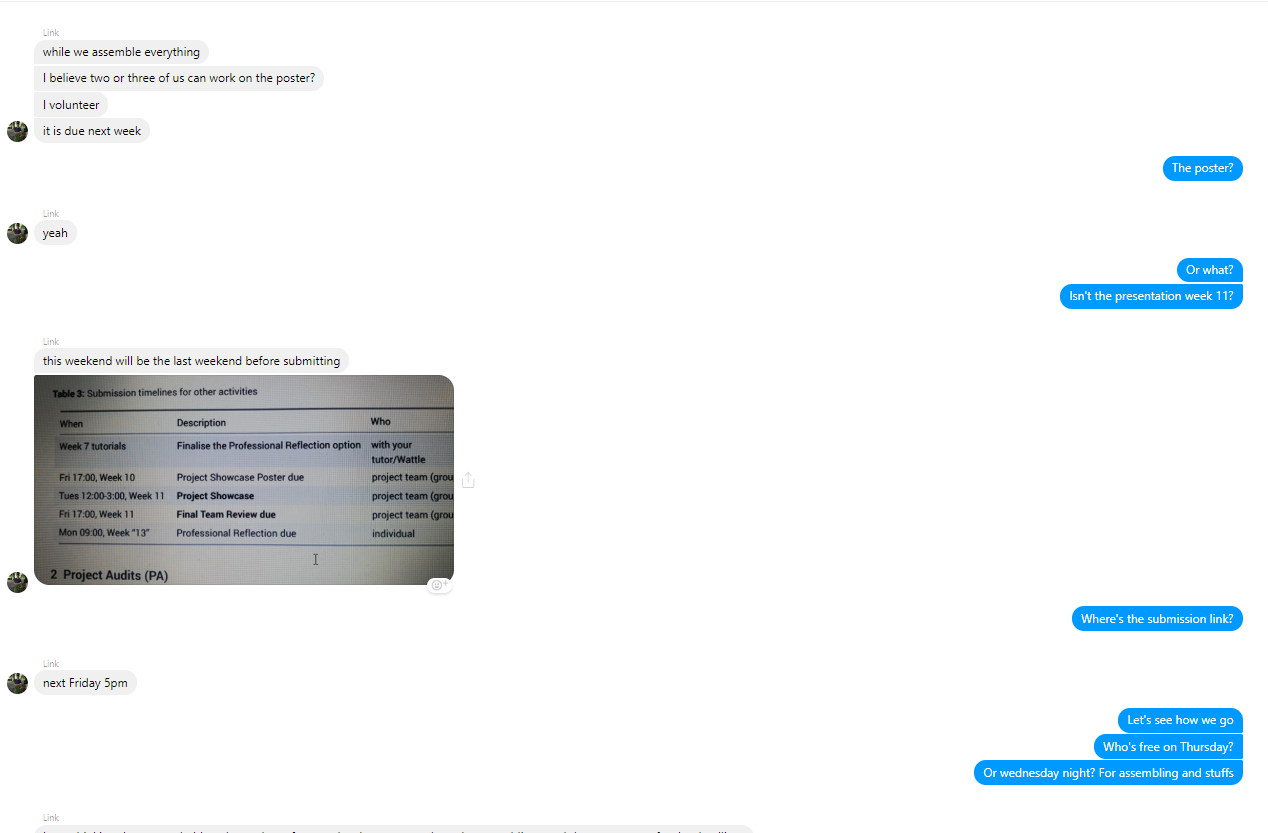 Link
while we assemble everything
I believe two or three of us can work on the poster?
I volunteer
it is due next week
The poster?
Link
yeah
Or what?
Isn't the presentation week 11?
Link
this weekend will be the last weekend before submitting
Table 3: Submission timelines for other activities
When Description Who
Week 7 tutorials Finalise the Professional Reflection option with your
tutor/Wattle
Fri 17:00, Week 10 Project Showcase Poster due project team (grou
Tues 12:00-3:00, Week 11 Project Showcase project team (grou
Fri 17:00, Week 11 Final Team Review due project team (grou
Mon 09:00, Week "13" Professional Reflection due individual
2 Project Audits (PA)
Where's the submission link?
Link
next Friday 5pm
Let's see how we go
Who's free on Thursday?
Or wednesday night? For assembling and stuffs
Link